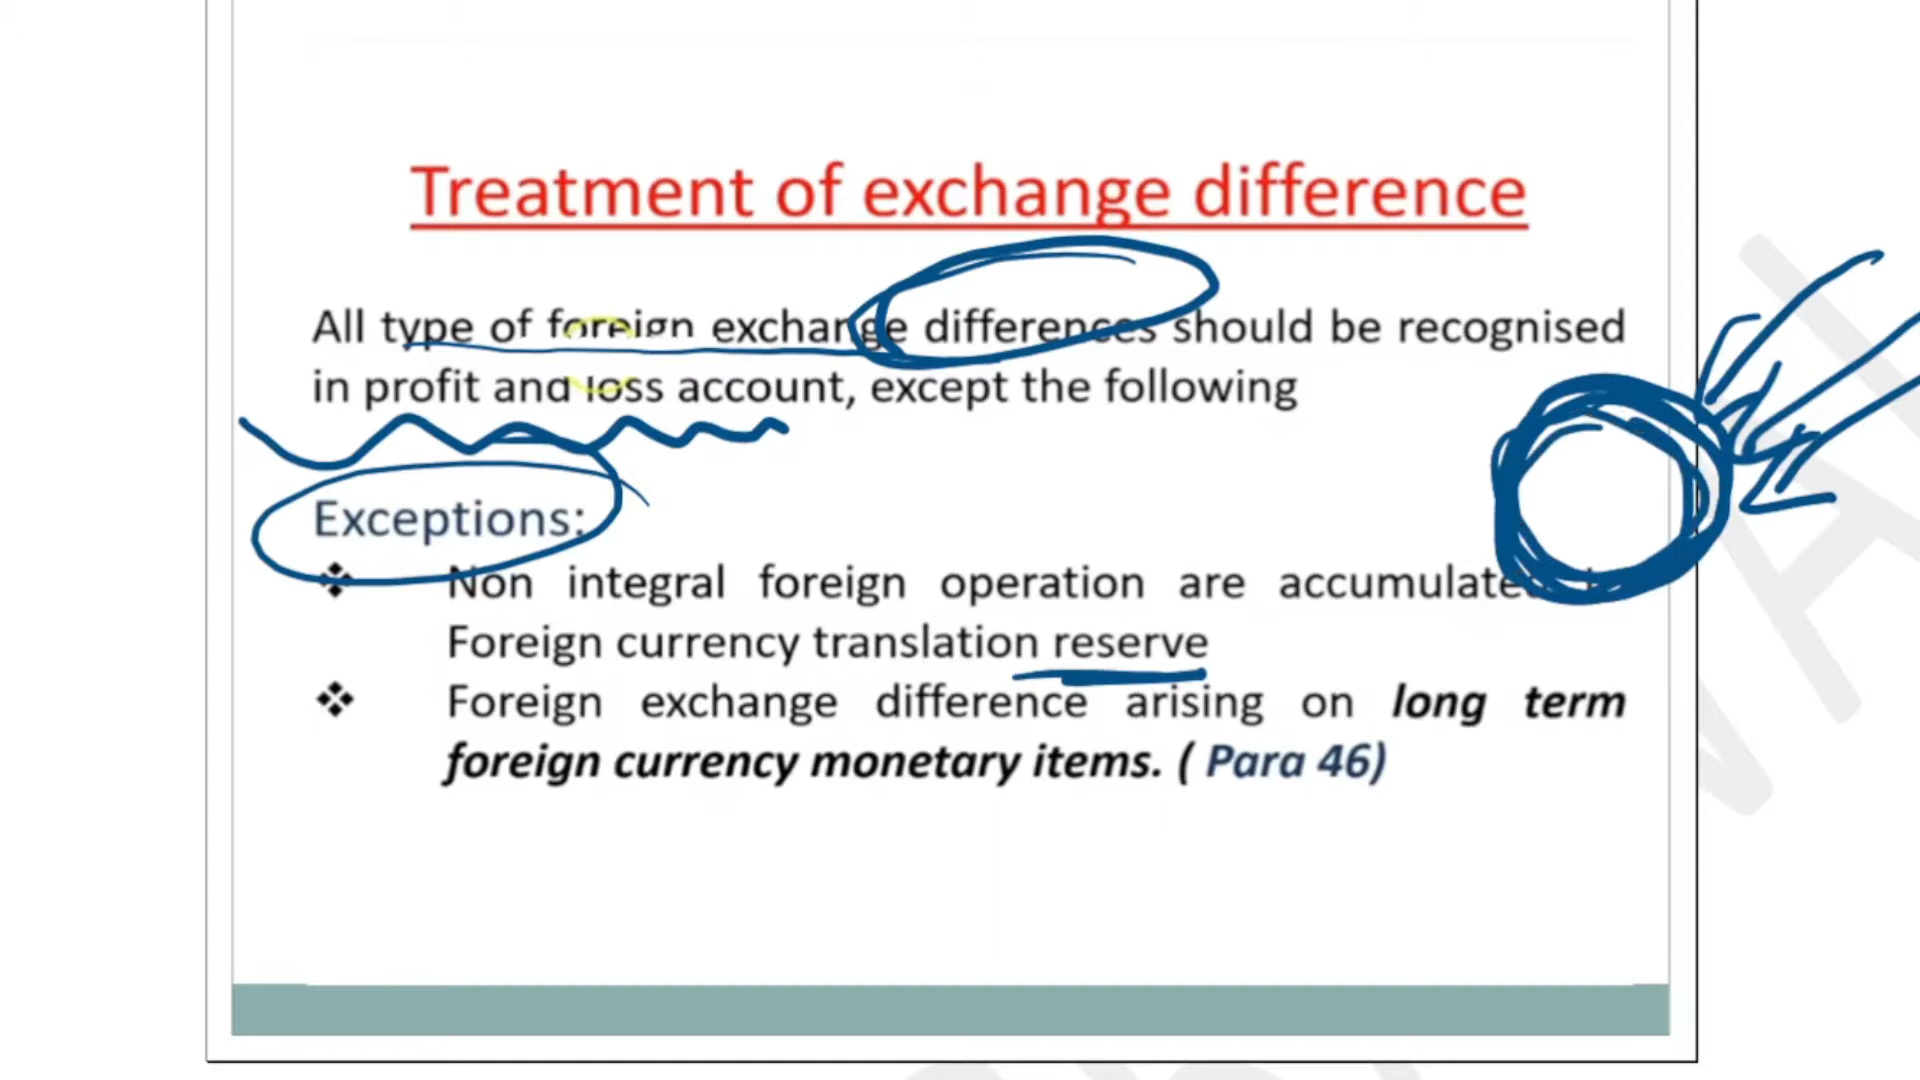 Treatment of exchange difference
All type of foreign exchange differences should be recognised
in profit and loss account, except the following
Exceptions:
❖ Non integral foreign operation are accumulated
Foreign currency translation reserve
❖ Foreign exchange difference arising on long term
foreign currency monetary items. ( Para 46)